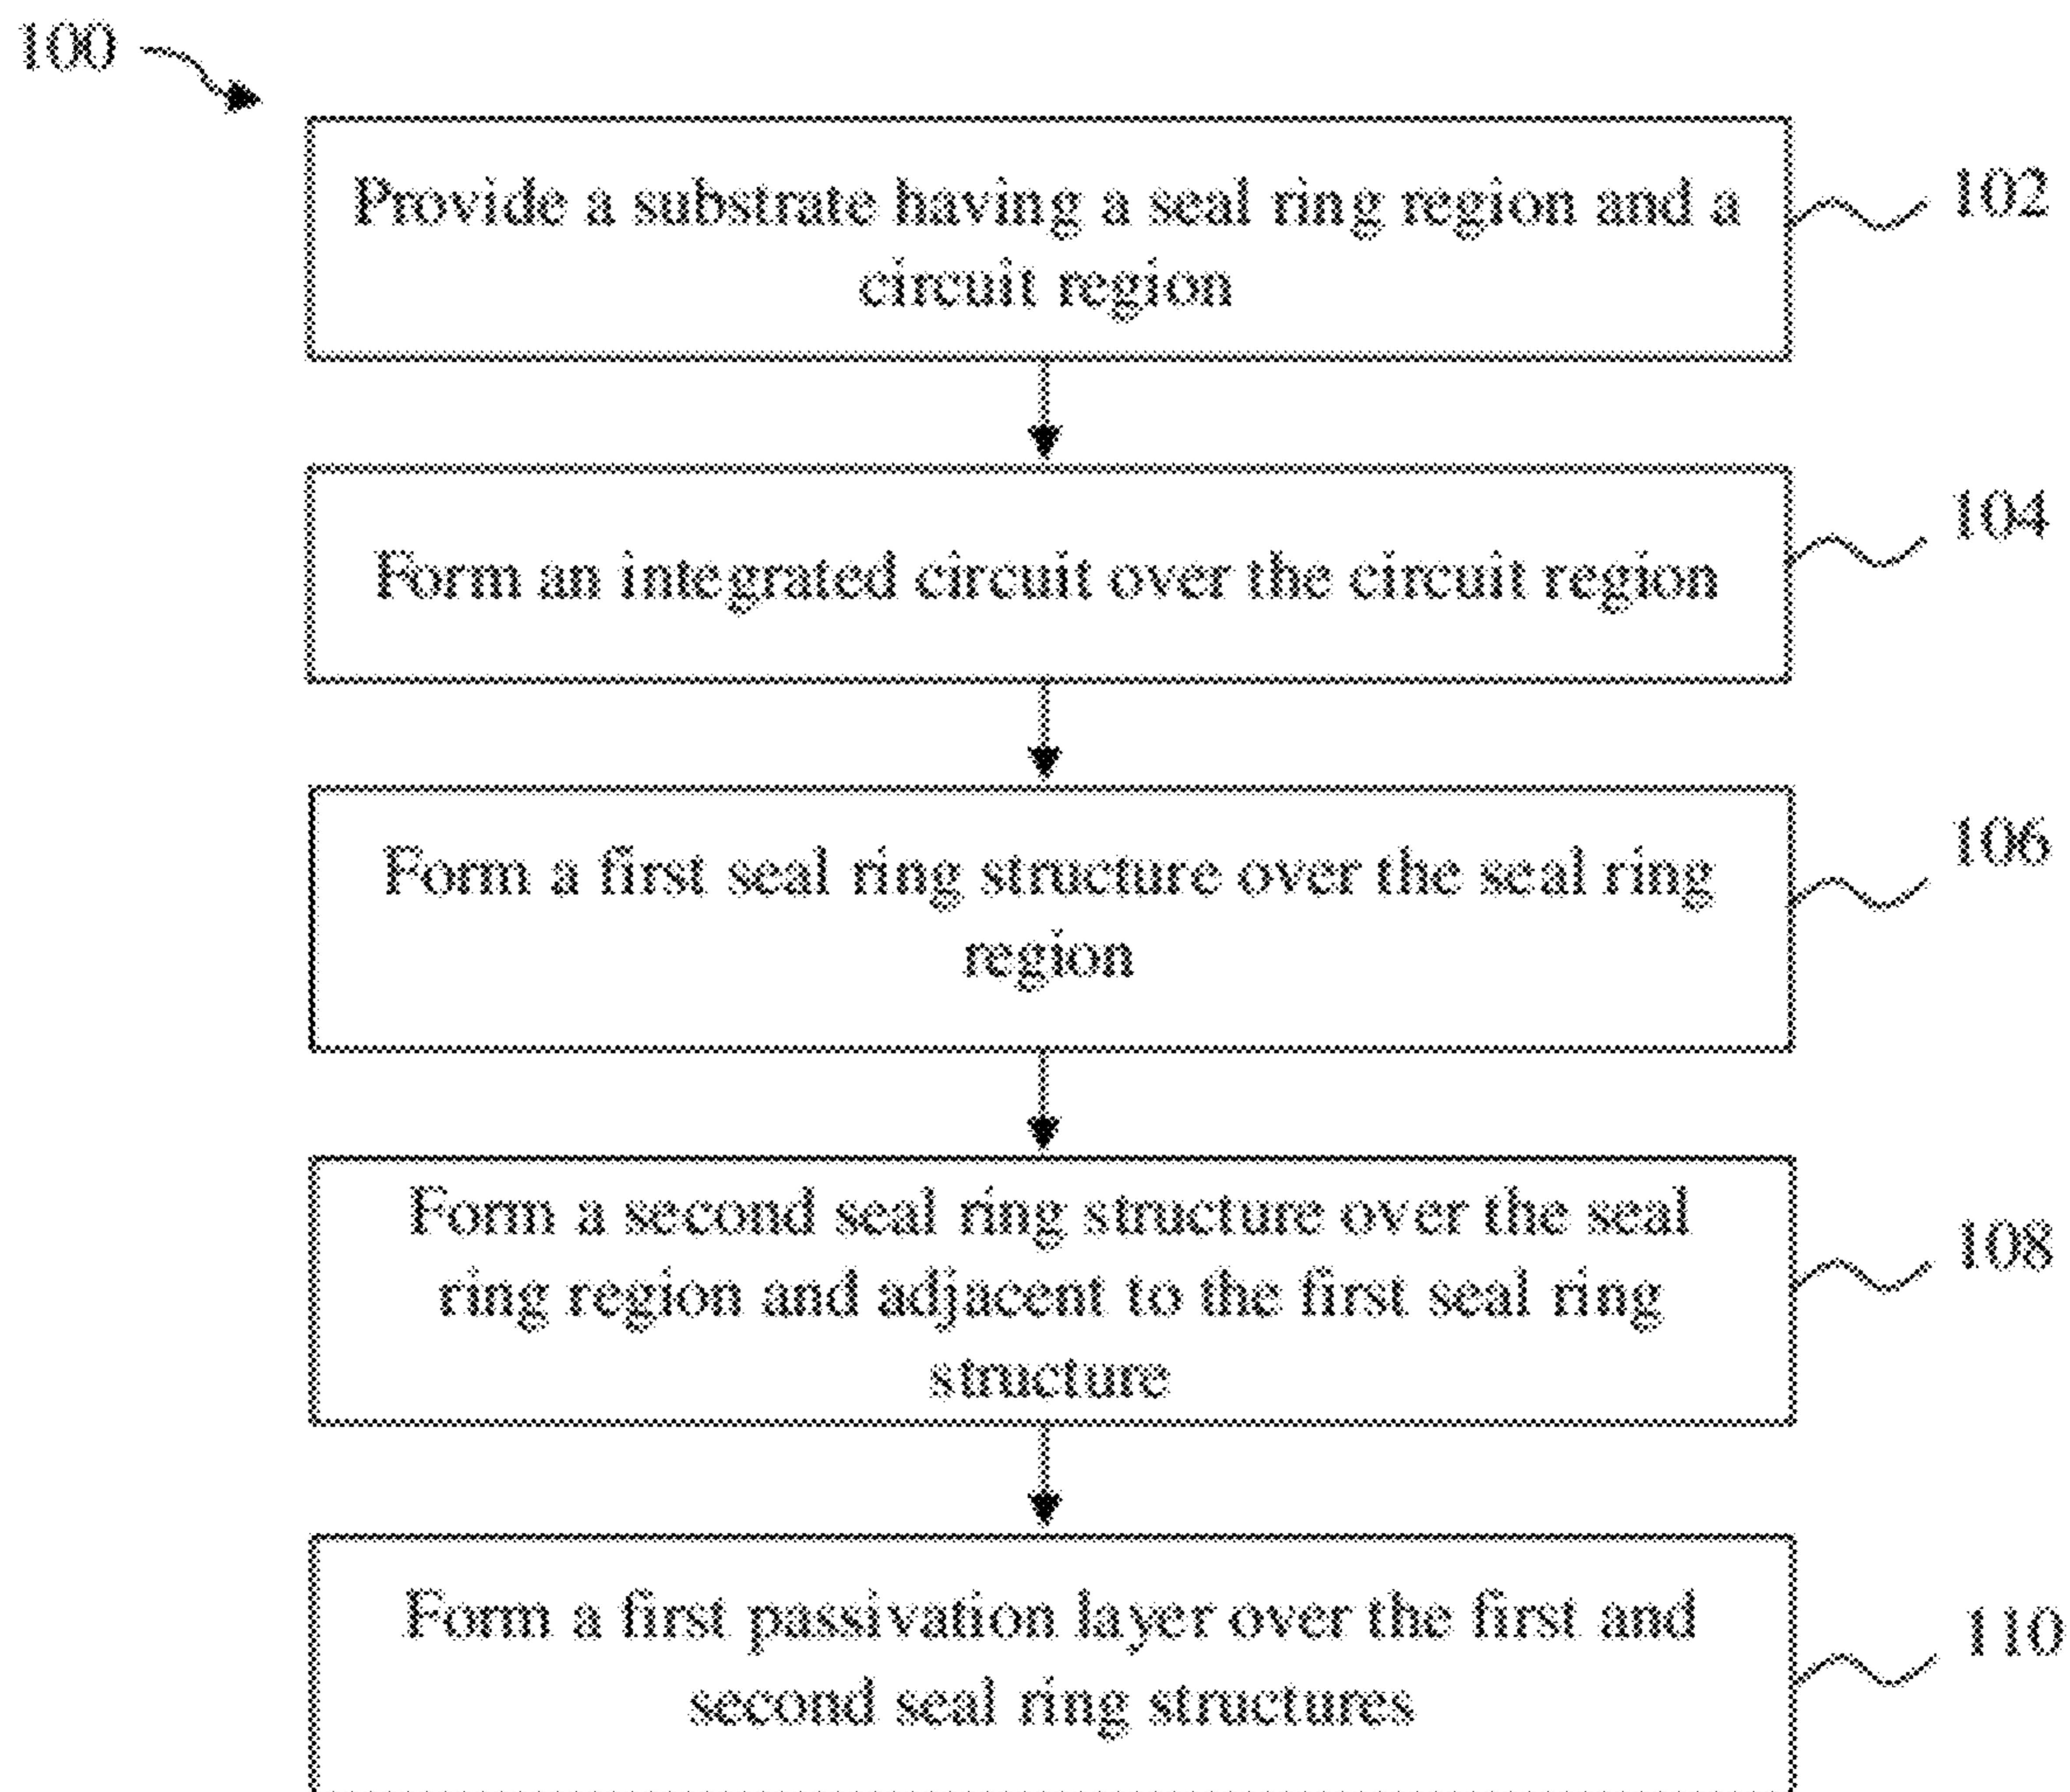 100
Provide a substrate having a seal ring region and a
circuit region
102
Form an integrated circuit over the circuit region
104
Form a first seal ring structure over the seal ring
region
106
Form a second seal ring structure over the seal
ring region and adjacent to the first seal ring
structure
108
Form a first passivation layer over the first and
second seal ring structures
110